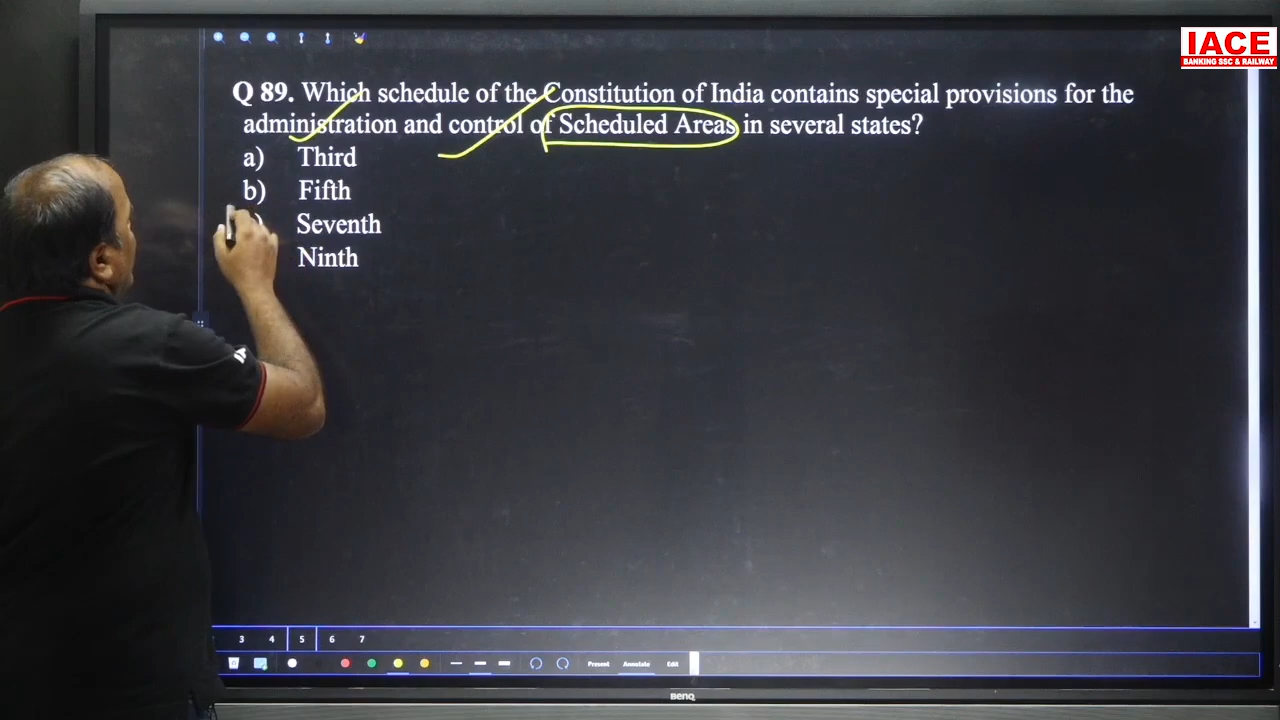 IACE
BANKING SSC & RAILWAY
Q 89. Which schedule of the Constitution of India contains special provisions for the
administration and control of Scheduled Areas in several states?
a) Third
b) Fifth
) Seventh
Ninth
3 4 5 6 7
Present Annotate Edit
BenQ